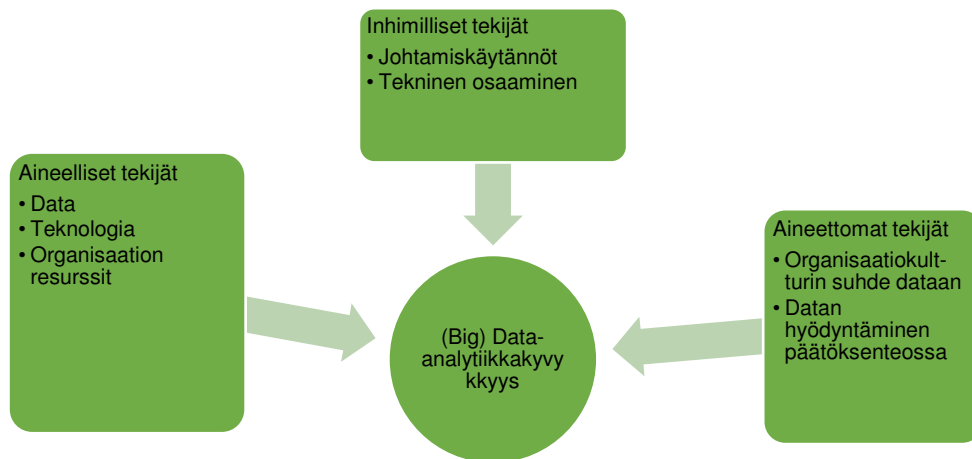 Inhimilliset tekijät
• Johtamiskäytännöt
• Tekninen osaaminen
Aineelliset tekijät
• Data
• Teknologia
• Organisaation
resurssit
Aineettomat tekijät
• Organisaatiokult-
turin suhde dataan
• Datan
hyödyntäminen
päätöksenteossa
(Big) Data-
analytiikkakyvy
kkyys